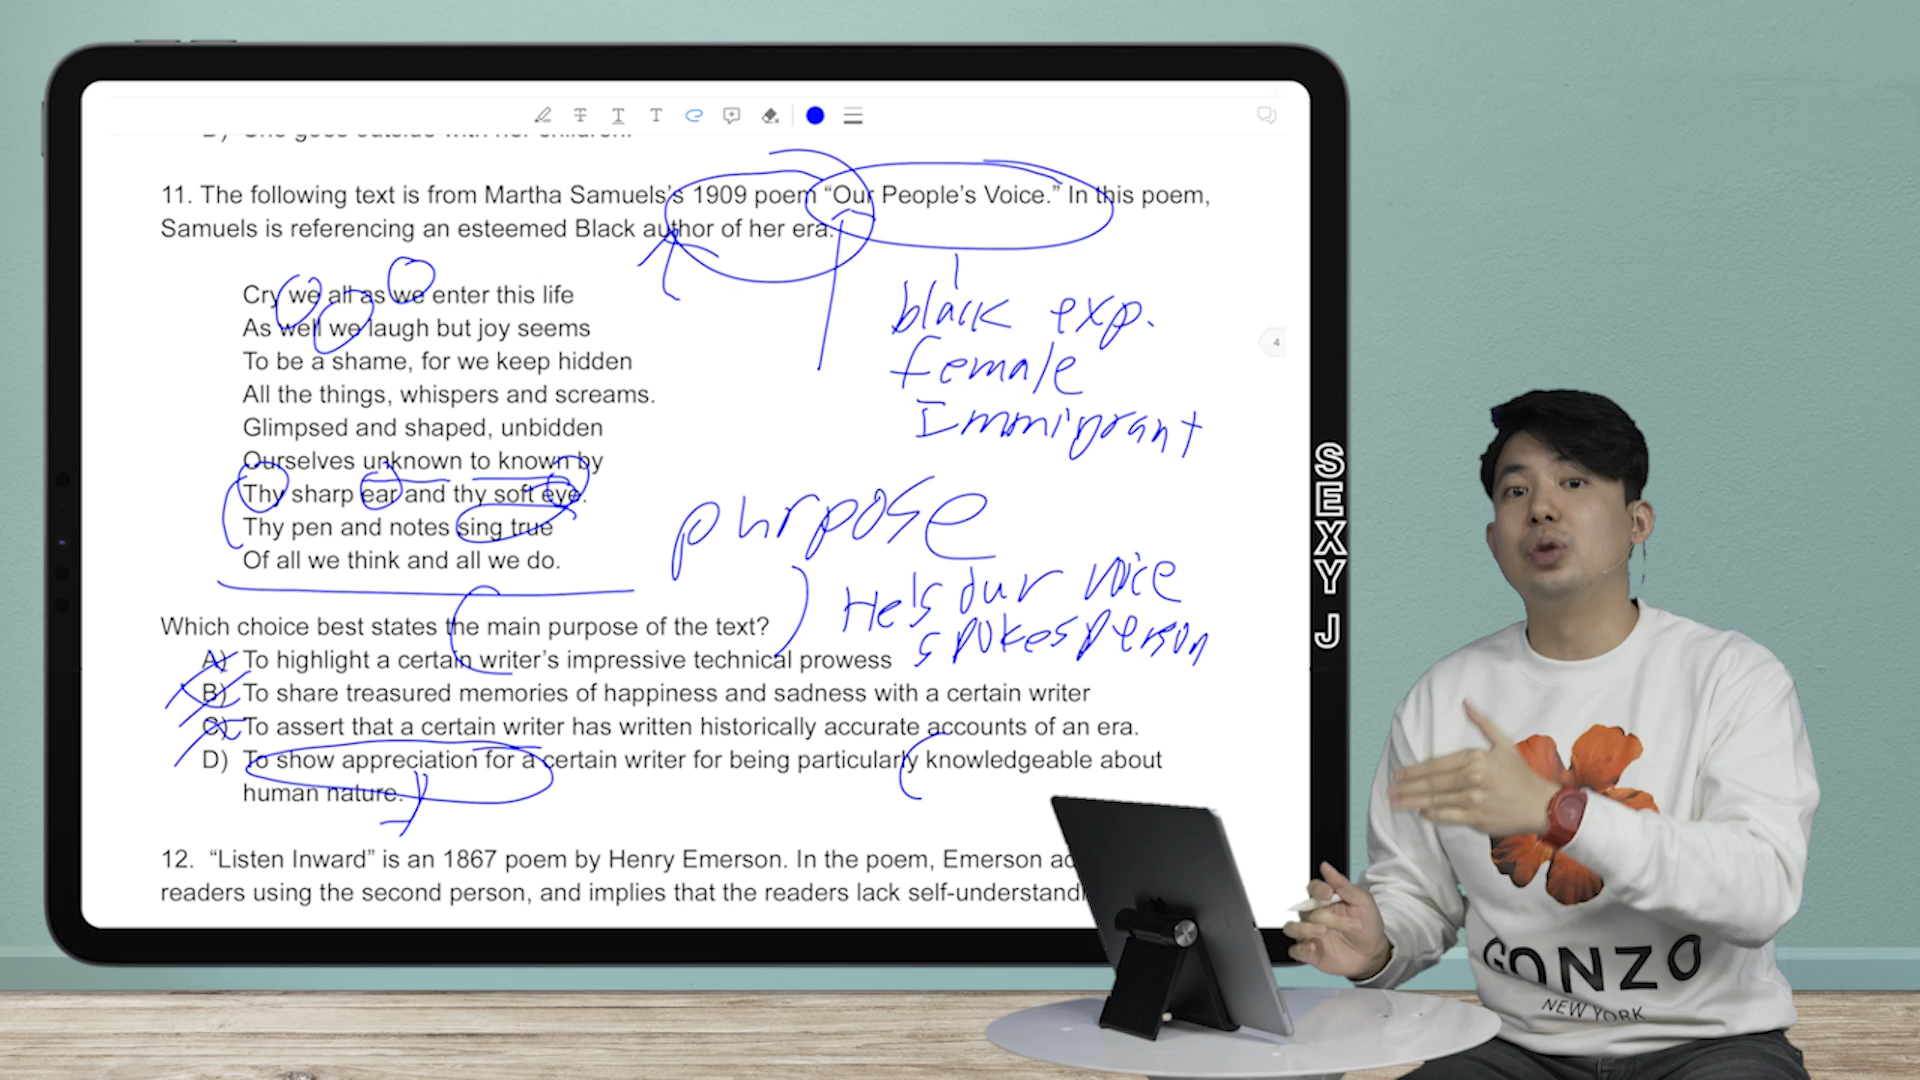 11. The following text is from Martha Samuels's 1909 poem “Our People's Voice.” In this poem,
Samuels is referencing an esteemed Black author of her era.
Cry we all as we enter this life
As well we laugh but joy seems
To be a shame, for we keep hidden
All the things, whispers and screams.
Glimpsed and shaped, unbidden
Ourselves unknown to known by
Thy sharp ear and thy soft eye.
Thy pen and notes sing true
Of all we think and all we do.
black exp.
female
Immigrant
purpose
He's our voice
spokesperson
Which choice best states the main purpose of the text?
A) To highlight a certain writer's impressive technical prowess
B) To share treasured memories of happiness and sadness with a certain writer
C) To assert that a certain writer has written historically accurate accounts of an era.
D) To show appreciation for a certain writer for being particularly knowledgeable about
human nature.
12. “Listen Inward” is an 1867 poem by Henry Emerson. In the poem, Emerson
readers using the second person, and implies that the readers lack
4
SEXY J
GONZO
NEW YORK